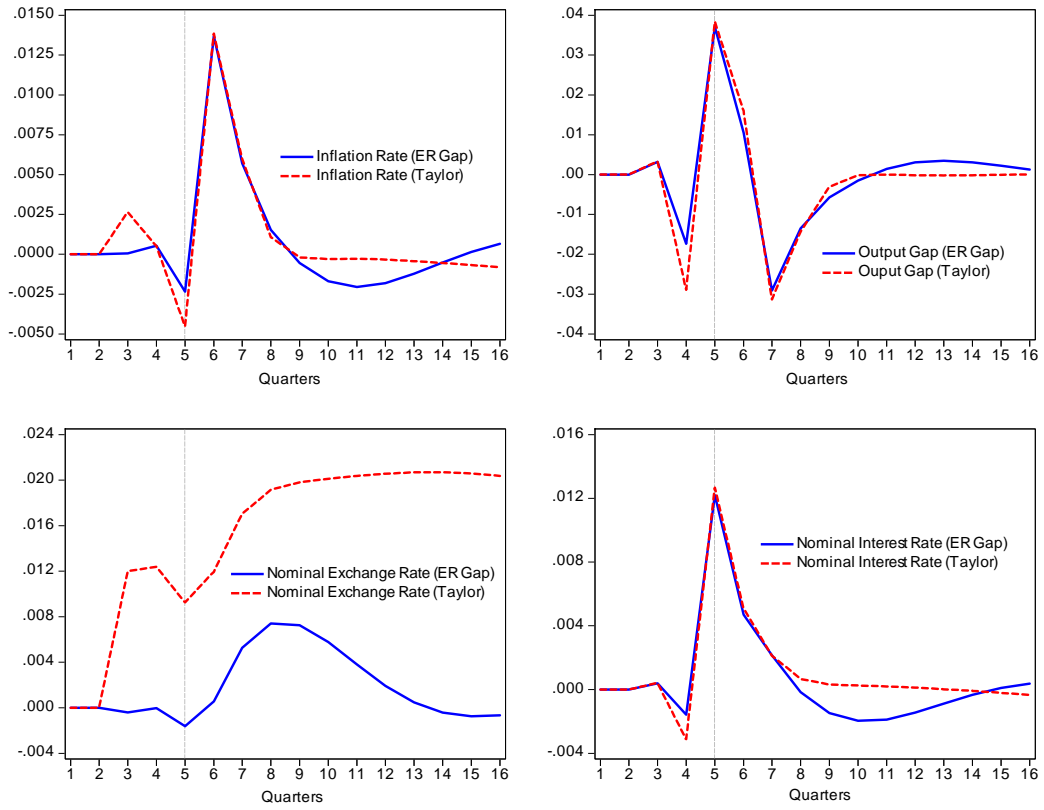 .0150
.0125
.0100
.0075
.0050
.0025
.0000
-.0025
-.0050
Inflation Rate (ER Gap)
Inflation Rate (Taylor)
1 2 3 4 5 6 7 8 9 10 11 12 13 14 15 16
Quarters
.04
.03
.02
.01
.00
-.01
-.02
-.03
-.04
Output Gap (ER Gap)
Ouput Gap (Taylor)
1 2 3 4 5 6 7 8 9 10 11 12 13 14 15 16
Quarters
.024
.020
.016
.012
.008
.004
.000
-.004
Nominal Exchange Rate (ER Gap)
Nominal Exchange Rate (Taylor)
1 2 3 4 5 6 7 8 9 10 11 12 13 14 15 16
Quarters
.016
.012
.008
.004
.000
-.004
Nominal Interest Rate (ER Gap)
Nominal Interest Rate (Taylor)
1 2 3 4 5 6 7 8 9 10 11 12 13 14 15 16
Quarters